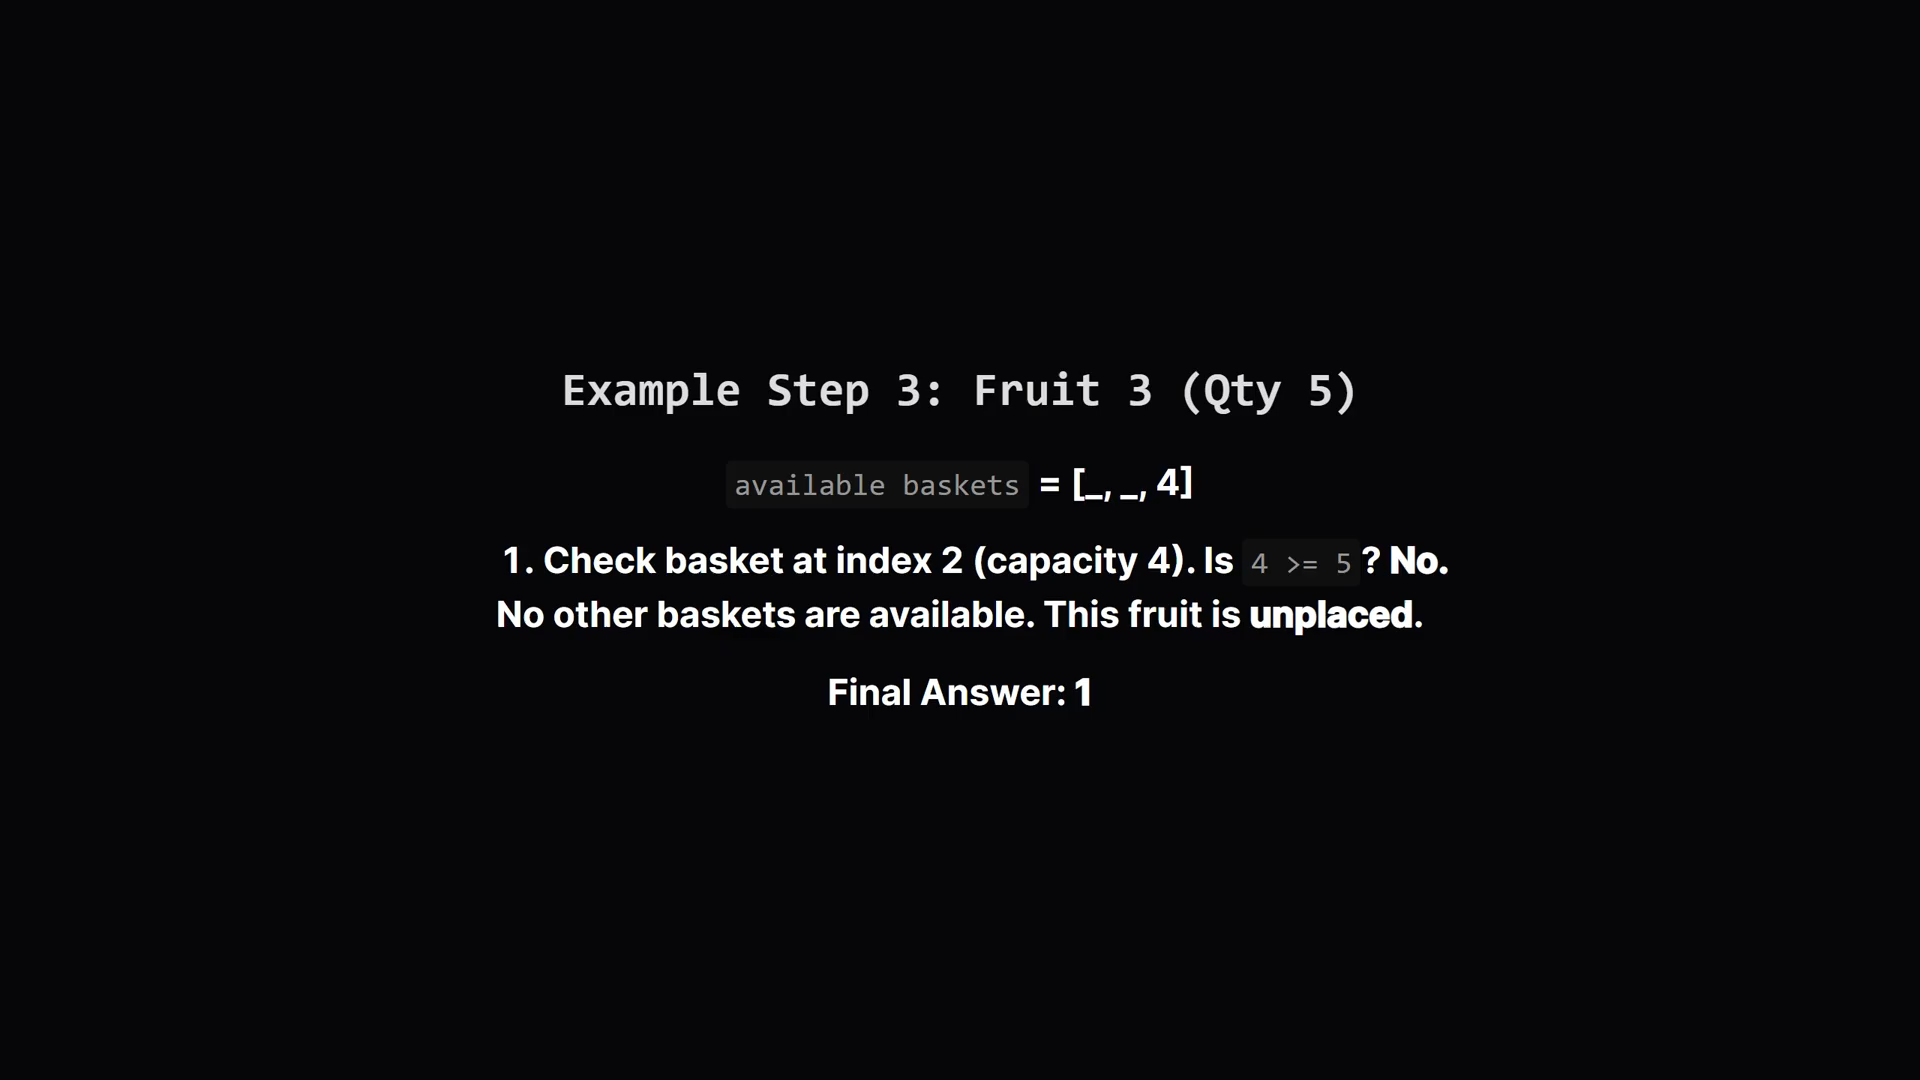 Example Step 3: Fruit 3 (Qty 5)
available baskets = [_, _, 4]
1. Check basket at index 2 (capacity 4). Is 4 >= 5? No.
No other baskets are available. This fruit is unplaced.
Final Answer: 1